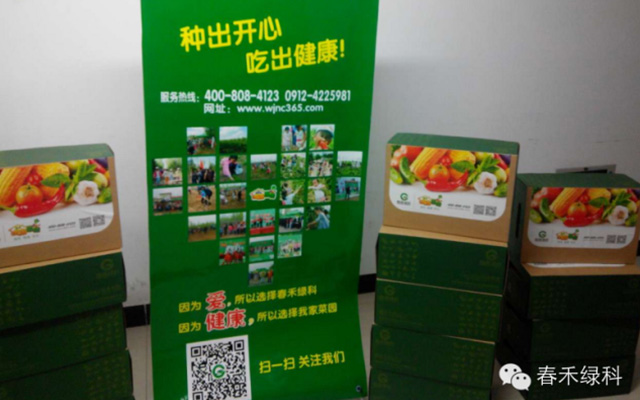 种出开心
吃出健康!
服务热线: 400-808-4123 0912-4225981
网址: www.wjnc365.com
因为 爱, 所以选择春禾绿科
因为 健康, 所以选择我家菜园
扫一扫 关注我们
春禾绿科